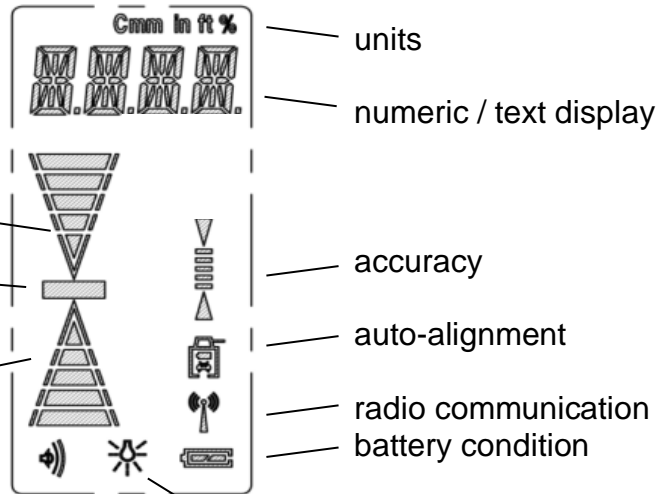 Cmm in ft %
units
numeric / text display
accuracy
auto-alignment
radio communication
battery condition